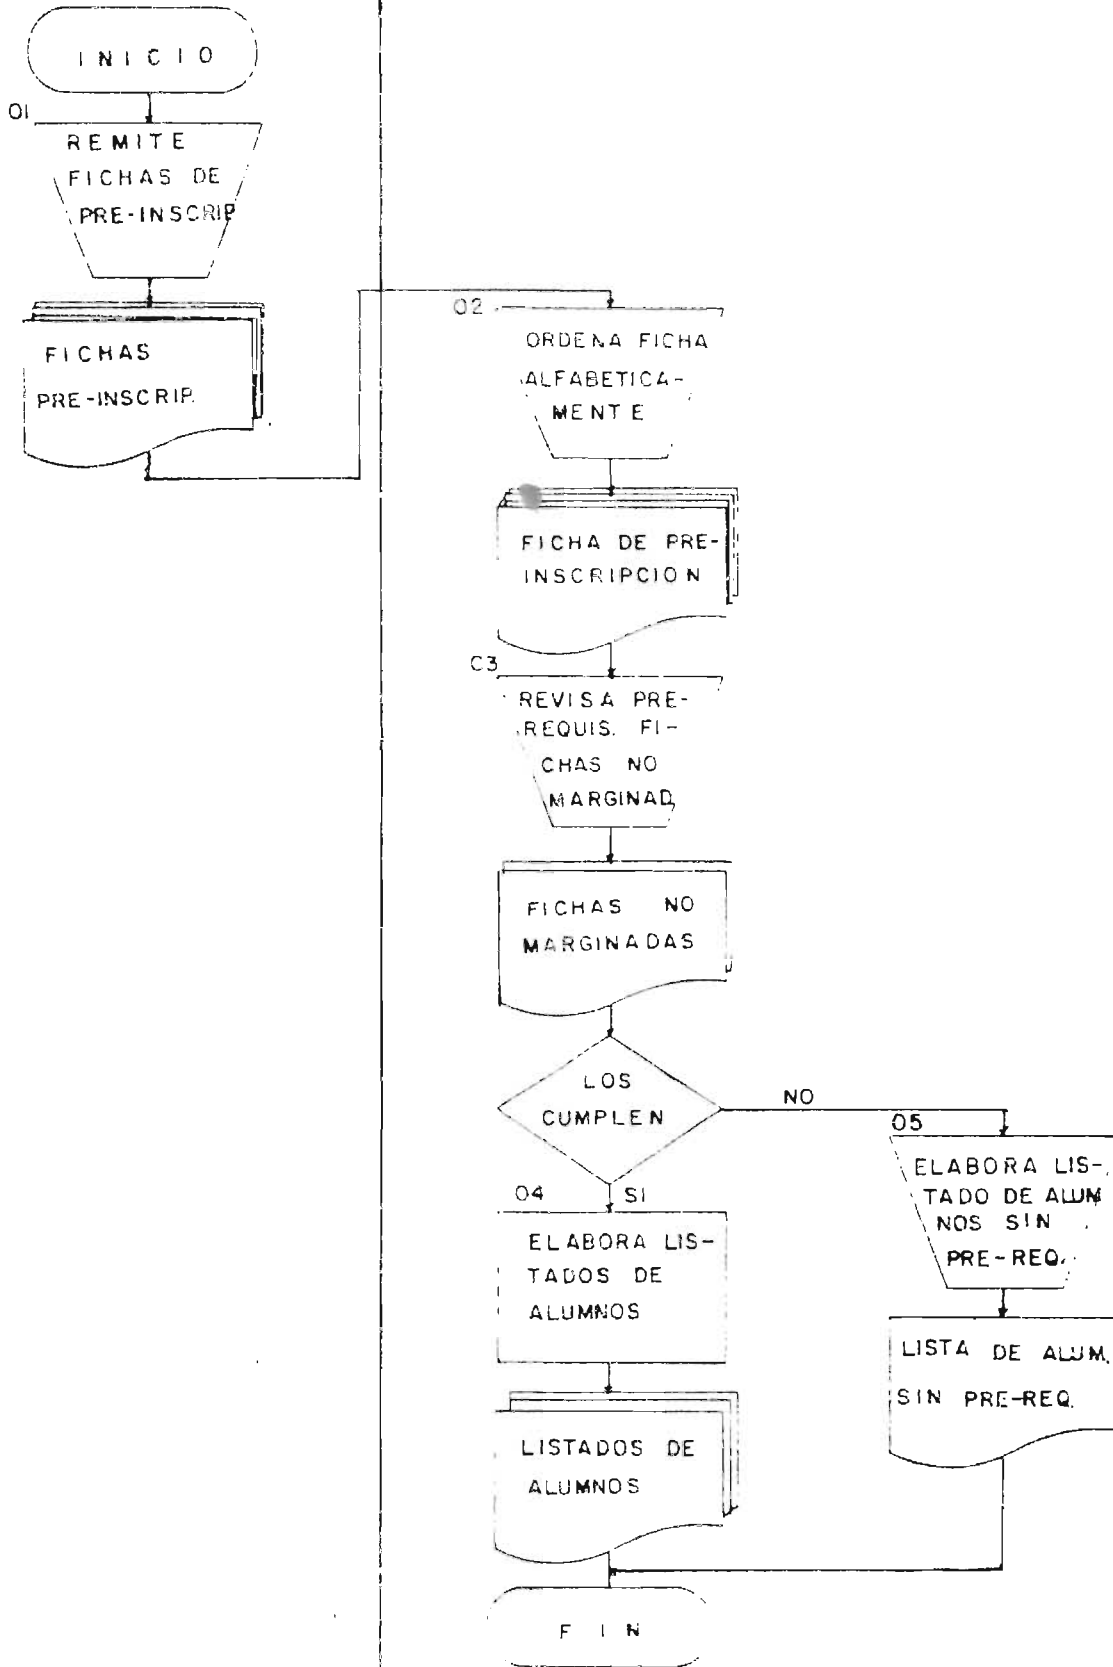 INICIO
01
REMITE
FICHAS DE
PRE-INSCRIP
FICHAS
PRE-INSCRIP.
02
ORDENA FICHA
ALFABETICA-
MENTE
FICHA DE PRE-
INSCRIPCION
03
REVISA PRE-
REQUIS. FI-
CHAS NO
MARGINAD.
FICHAS NO
MARGINADAS
LOS
CUMPLEN
NO
SI
04
ELABORA LIS-
TADOS DE
ALUMNOS
LISTADOS DE
ALUMNOS
05
ELABORA LIS-
TADO DE ALUM
NOS SIN
PRE-REQ.
LISTA DE ALUM.
SIN PRE-REQ.
FIN